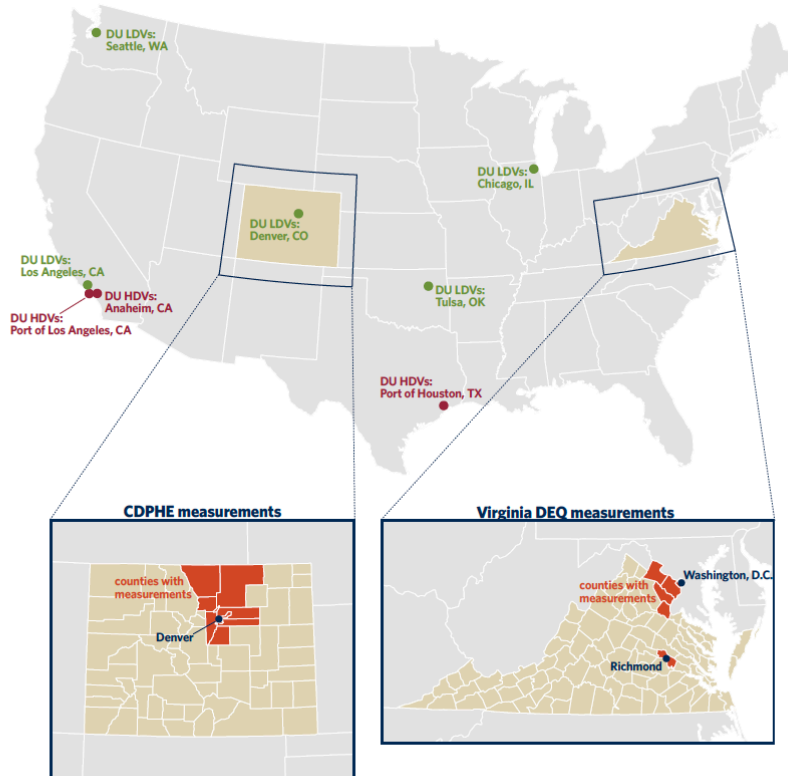 DU LDVs:
Seattle, WA
DU LDVs:
Chicago, IL
DU LDVs:
Denver, CO
DU LDVs:
Los Angeles, CA
DU HDVs:
Anaheim, CA
DU HDVs:
Port of Los Angeles, CA
DU LDVs:
Tulsa, OK
DU HDVs:
Port of Houston, TX
CDPHE measurements
counties with
measurements
Denver
Virginia DEQ measurements
Washington, D.C.
counties with
measurements
Richmond